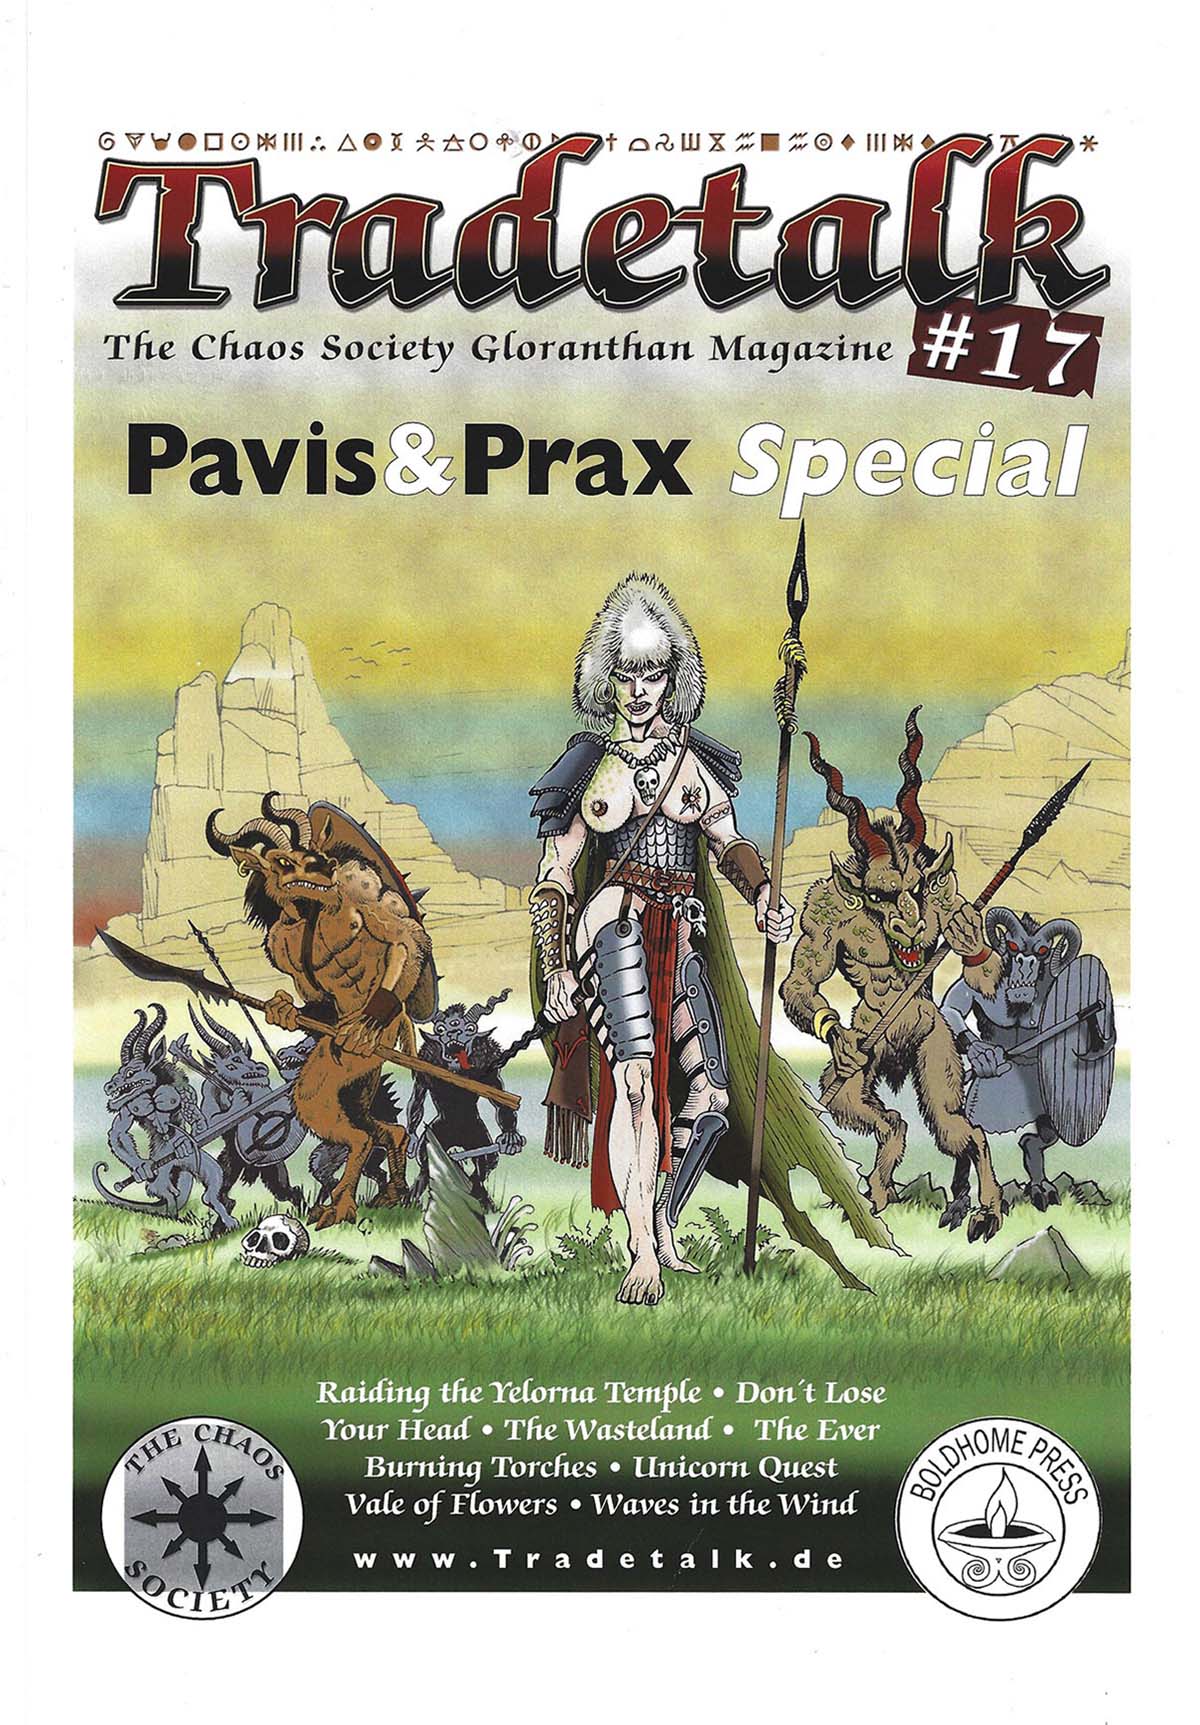 Tradetalk
The Chaos Society Gloranthan Magazine
#17
Pavis&Prax Special
Raiding the Yelorna Temple • Don´t Lose
Your Head • The Wasteland • The Ever
Burning Torches • Unicorn Quest
Vale of Flowers • Waves in the Wind
www.Tradetalk.de
THE CHAOS
SOCIETY
BOLDHOME PRESS